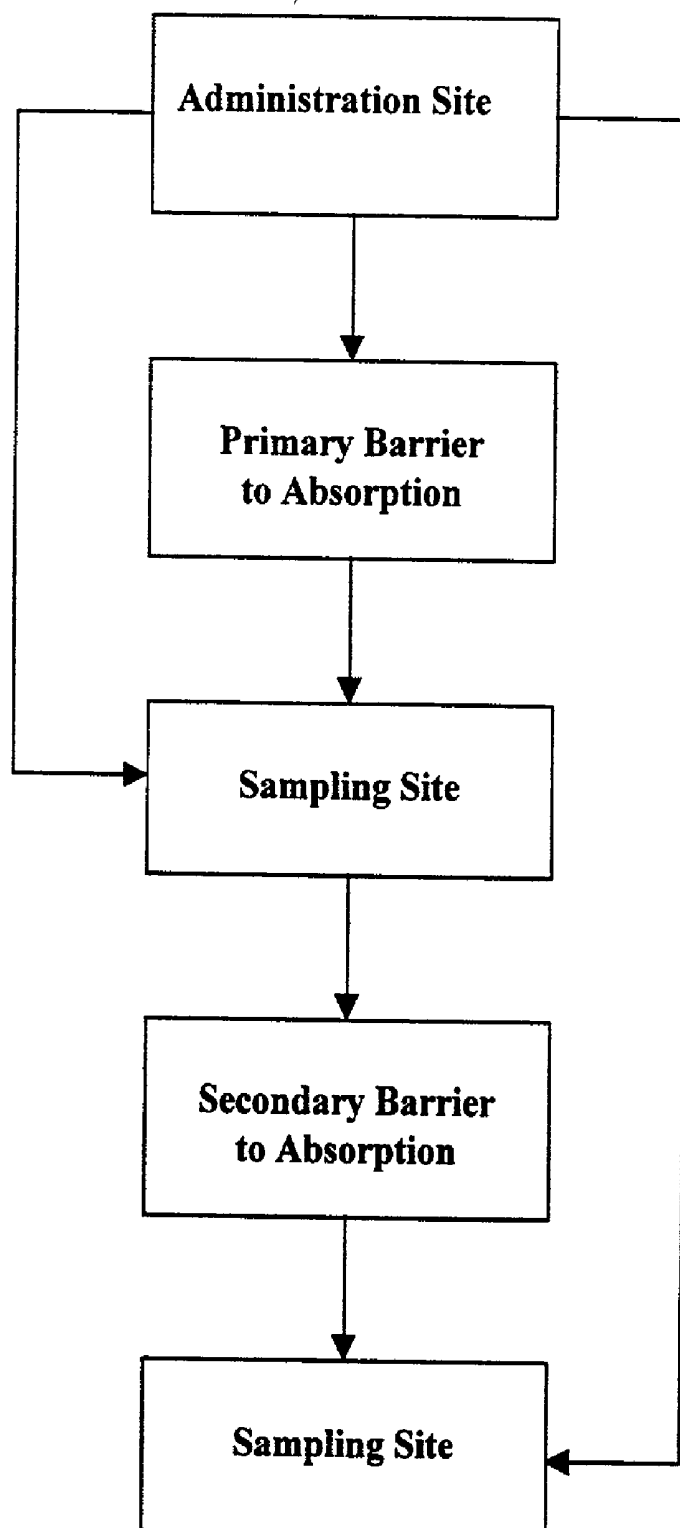 Administration Site
Primary Barrier
to Absorption
Sampling Site
Secondary Barrier
to Absorption
Sampling Site